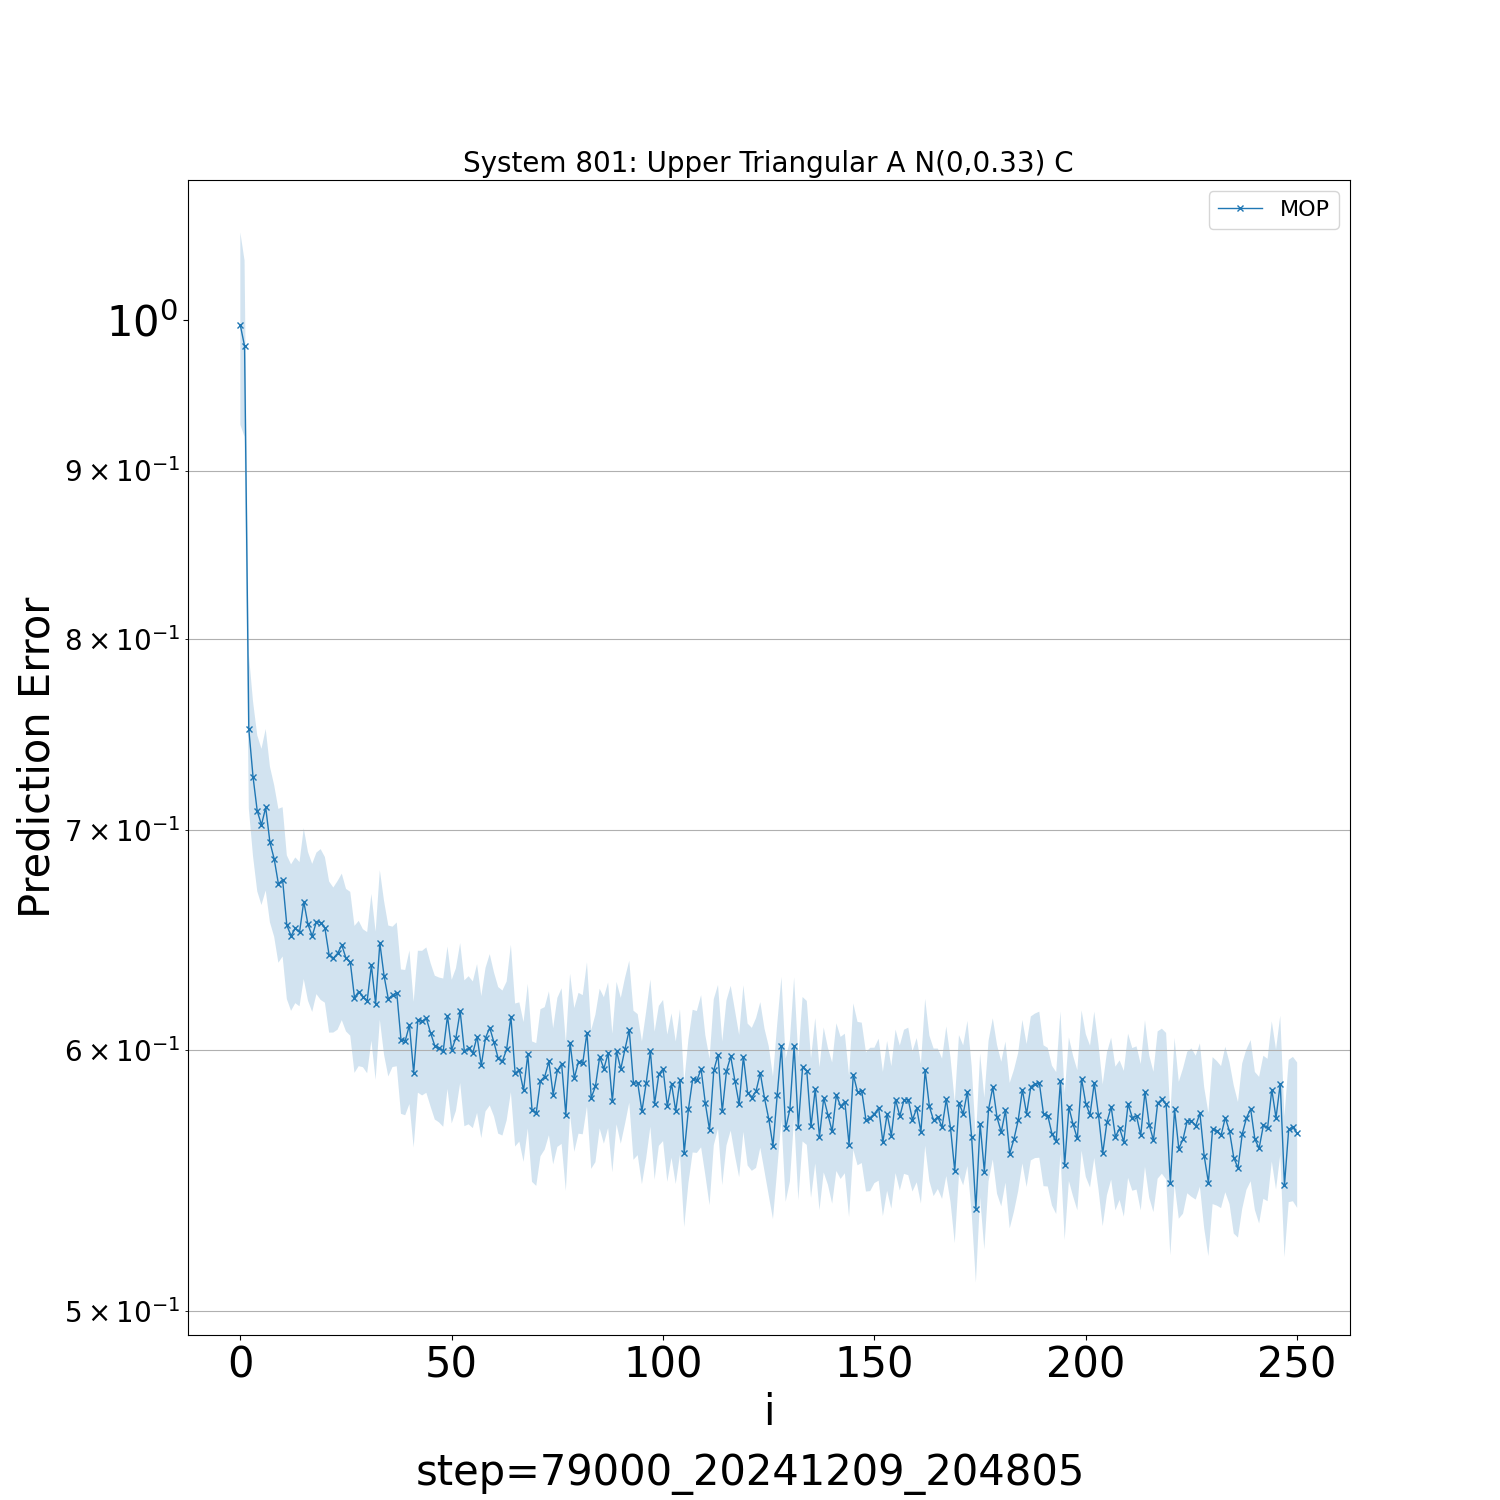 System 801: Upper Triangular A N(0,0.33) C
MOP
10⁰
9 × 10⁻¹
8 × 10⁻¹
7 × 10⁻¹
6 × 10⁻¹
5 × 10⁻¹
Prediction Error
0 50 100 150 200 250
i
step=79000_20241209_204805